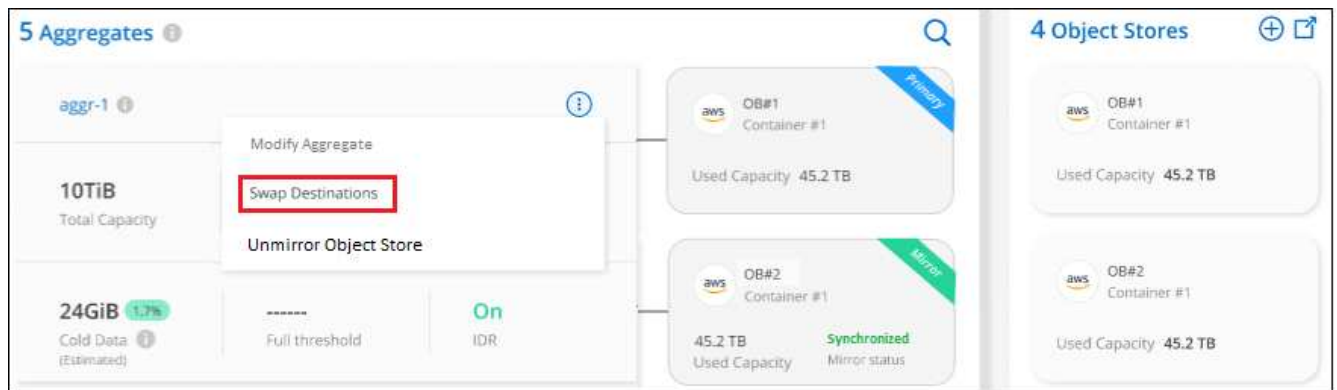 5 Aggregates
4 Object Stores
aggr-1
Modify Aggregate
Swap Destinations
Unmirror Object Store
10TiB
Total Capacity
24GiB 1.7%
Cold Data
(Estimated)
------
Full threshold
On
IDR
aws
OB#1
Container #1
Primary
Used Capacity 45.2 TB
aws
OB#2
Container #1
Mirror
45.2 TB
Used Capacity
Synchronized
Mirror status
aws
OB#1
Container #1
Used Capacity 45.2 TB
aws
OB#2
Container #1
Used Capacity 45.2 TB